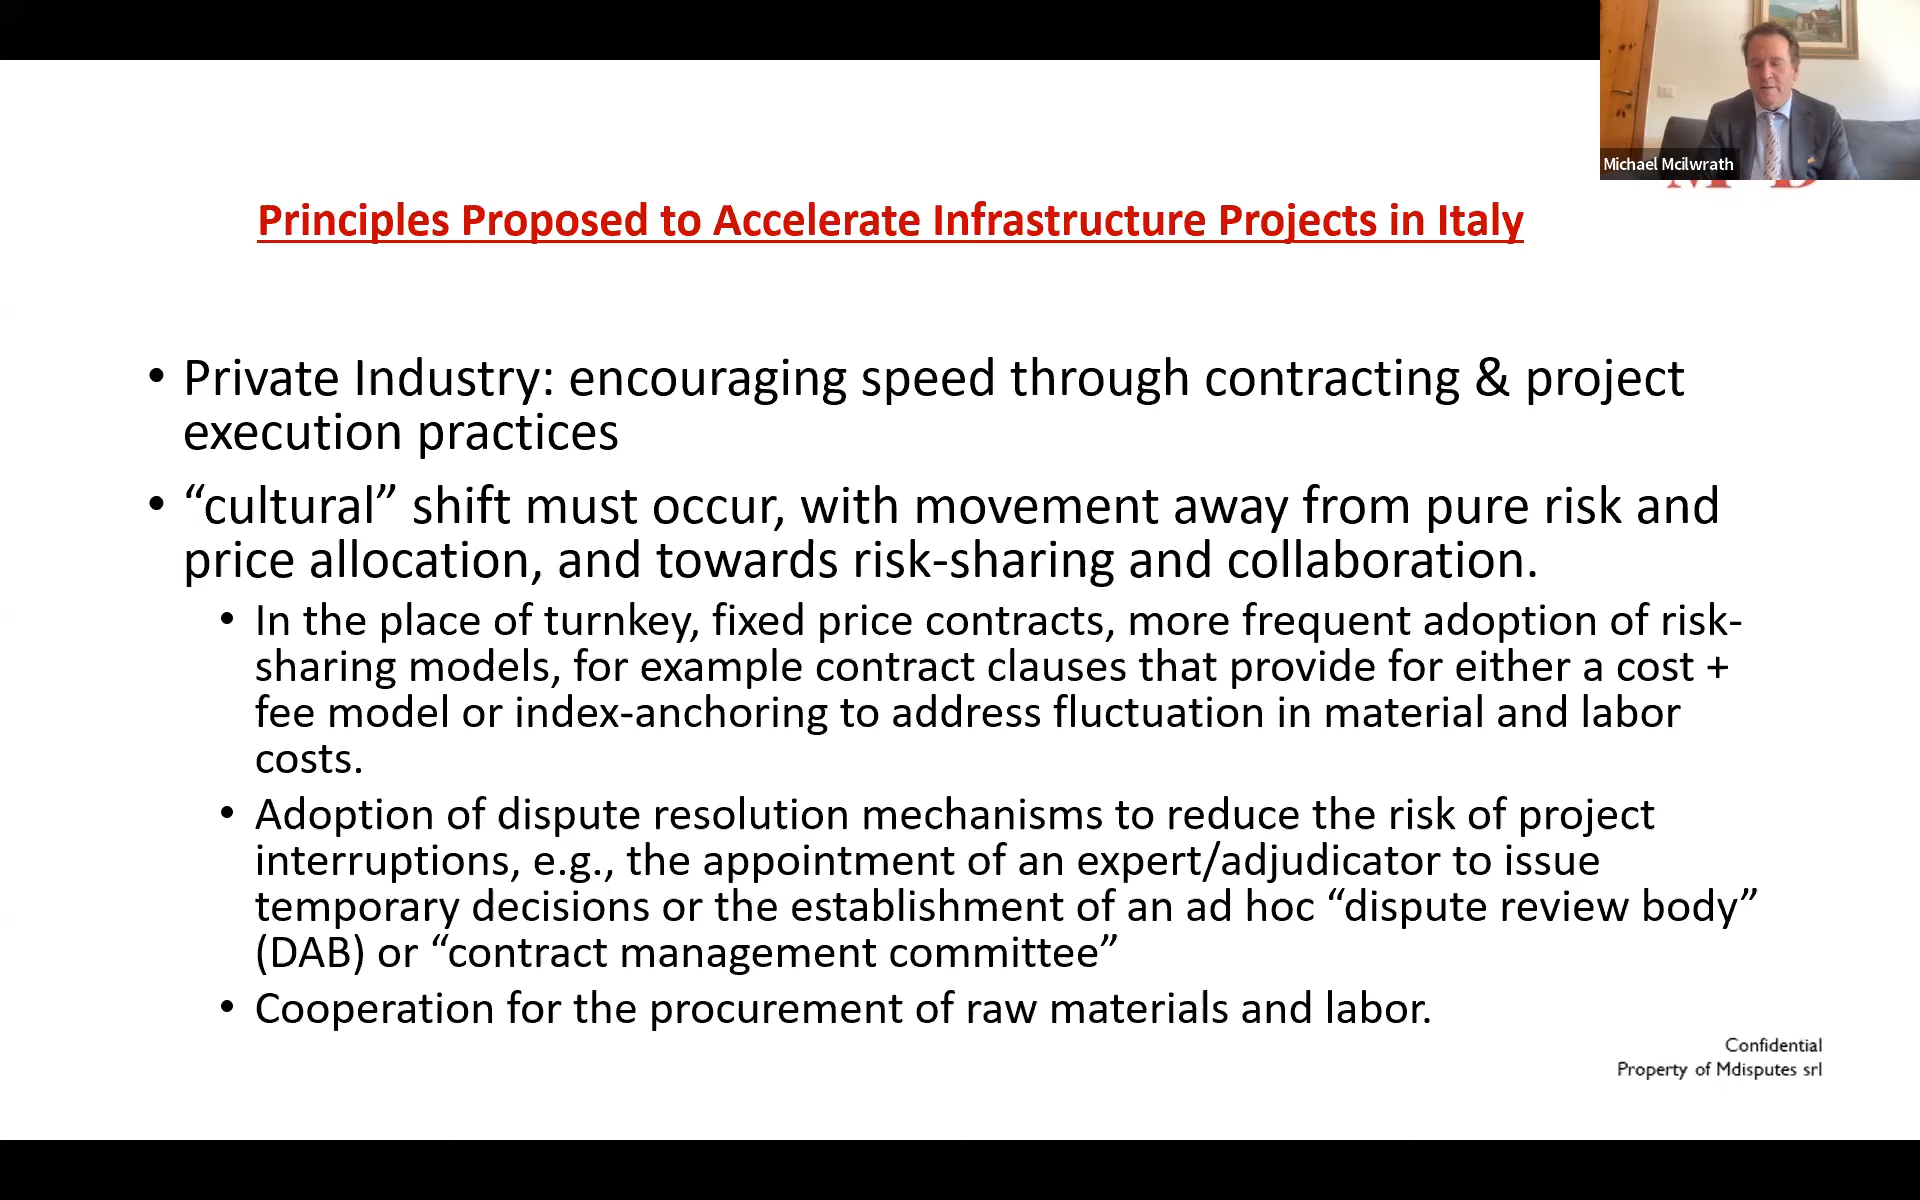 Michael Mcilwrath
Principles Proposed to Accelerate Infrastructure Projects in Italy
• Private Industry: encouraging speed through contracting & project
execution practices
• “cultural” shift must occur, with movement away from pure risk and
price allocation, and towards risk-sharing and collaboration.
• In the place of turnkey, fixed price contracts, more frequent adoption of risk-
sharing models, for example contract clauses that provide for either a cost +
fee model or index-anchoring to address fluctuation in material and labor
costs.
• Adoption of dispute resolution mechanisms to reduce the risk of project
interruptions, e.g., the appointment of an expert/adjudicator to issue
temporary decisions or the establishment of an ad hoc “dispute review body”
(DAB) or “contract management committee”
• Cooperation for the procurement of raw materials and labor.
Confidential
Property of Mdisputes srl